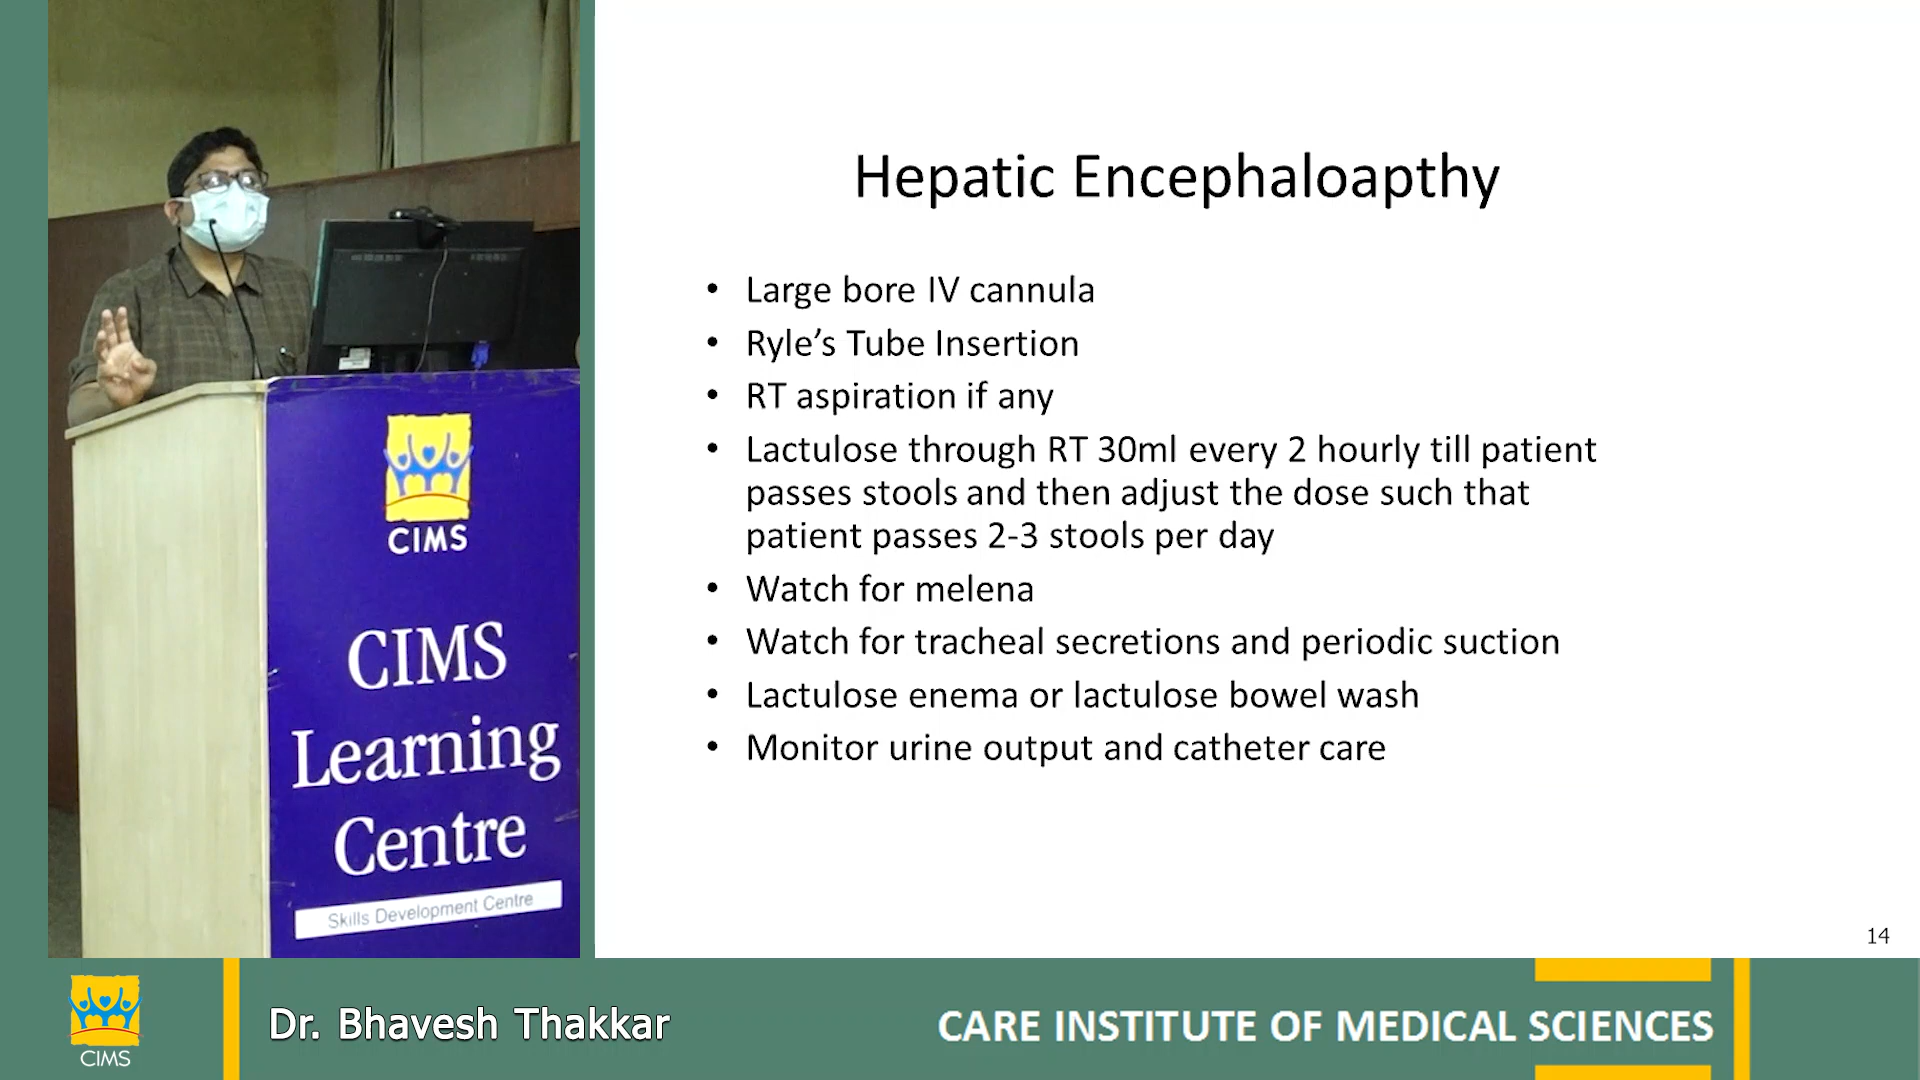 CIMS
CIMS
Learning
Centre
Skills Development Centre
Hepatic Encephaloapthy
• Large bore IV cannula
• Ryle’s Tube Insertion
• RT aspiration if any
• Lactulose through RT 30ml every 2 hourly till patient
passes stools and then adjust the dose such that
patient passes 2-3 stools per day
• Watch for melena
• Watch for tracheal secretions and periodic suction
• Lactulose enema or lactulose bowel wash
• Monitor urine output and catheter care
14
CIMS
Dr. Bhavesh Thakkar
CARE INSTITUTE OF MEDICAL SCIENCES